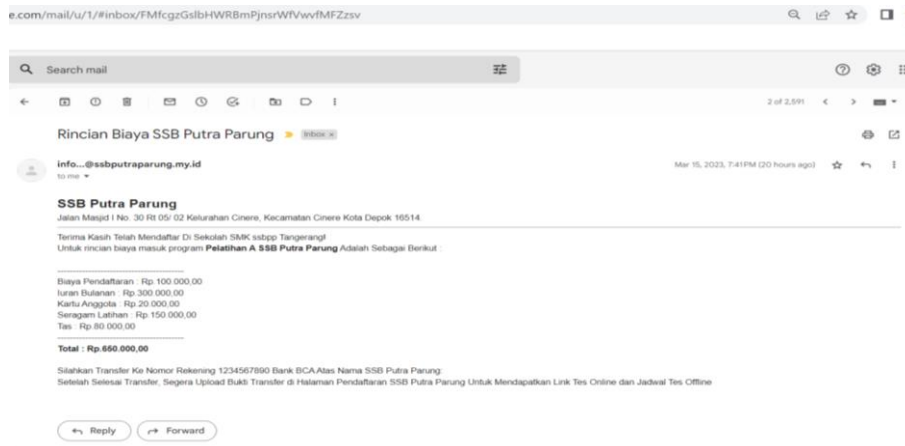 e.com/mail/u/1/#inbox/FMfcgzGslbHWRBmPjnsrWfVwvfMFZzsv
Search mail
2 of 2,591
Rincian Biaya SSB Putra Parung
Inbox ×
info...@ssbputraparung.my.id
Mar 15, 2023, 7:41PM (20 hours ago)
to me
SSB Putra Parung
Jalan Masjid I No. 30 Rt 05/ 02 Kelurahan Cinere, Kecamatan Cinere Kota Depok 16514.
Terima Kasih Telah Mendaftar Di Sekolah SMK ssbpp Tangerang!
Untuk rincian biaya masuk program Pelatihan A SSB Putra Parung Adalah Sebagai Berikut :
Biaya Pendaftaran : Rp.100.000,00
Iuran Bulanan : Rp.300.000,00
Kartu Anggota : Rp.20.000,00
Seragam Latihan : Rp.150.000,00
Tas : Rp.80.000,00
Total : Rp.650.000,00
Silahkan Transfer Ke Nomor Rekening 1234567890 Bank BCA Atas Nama SSB Putra Parung.
Setelah Selesai Transfer, Segera Upload Bukti Transfer di Halaman Pendaftaran SSB Putra Parung Untuk Mendapatkan Link Tes Online dan Jadwal Tes Offline
Reply
Forward